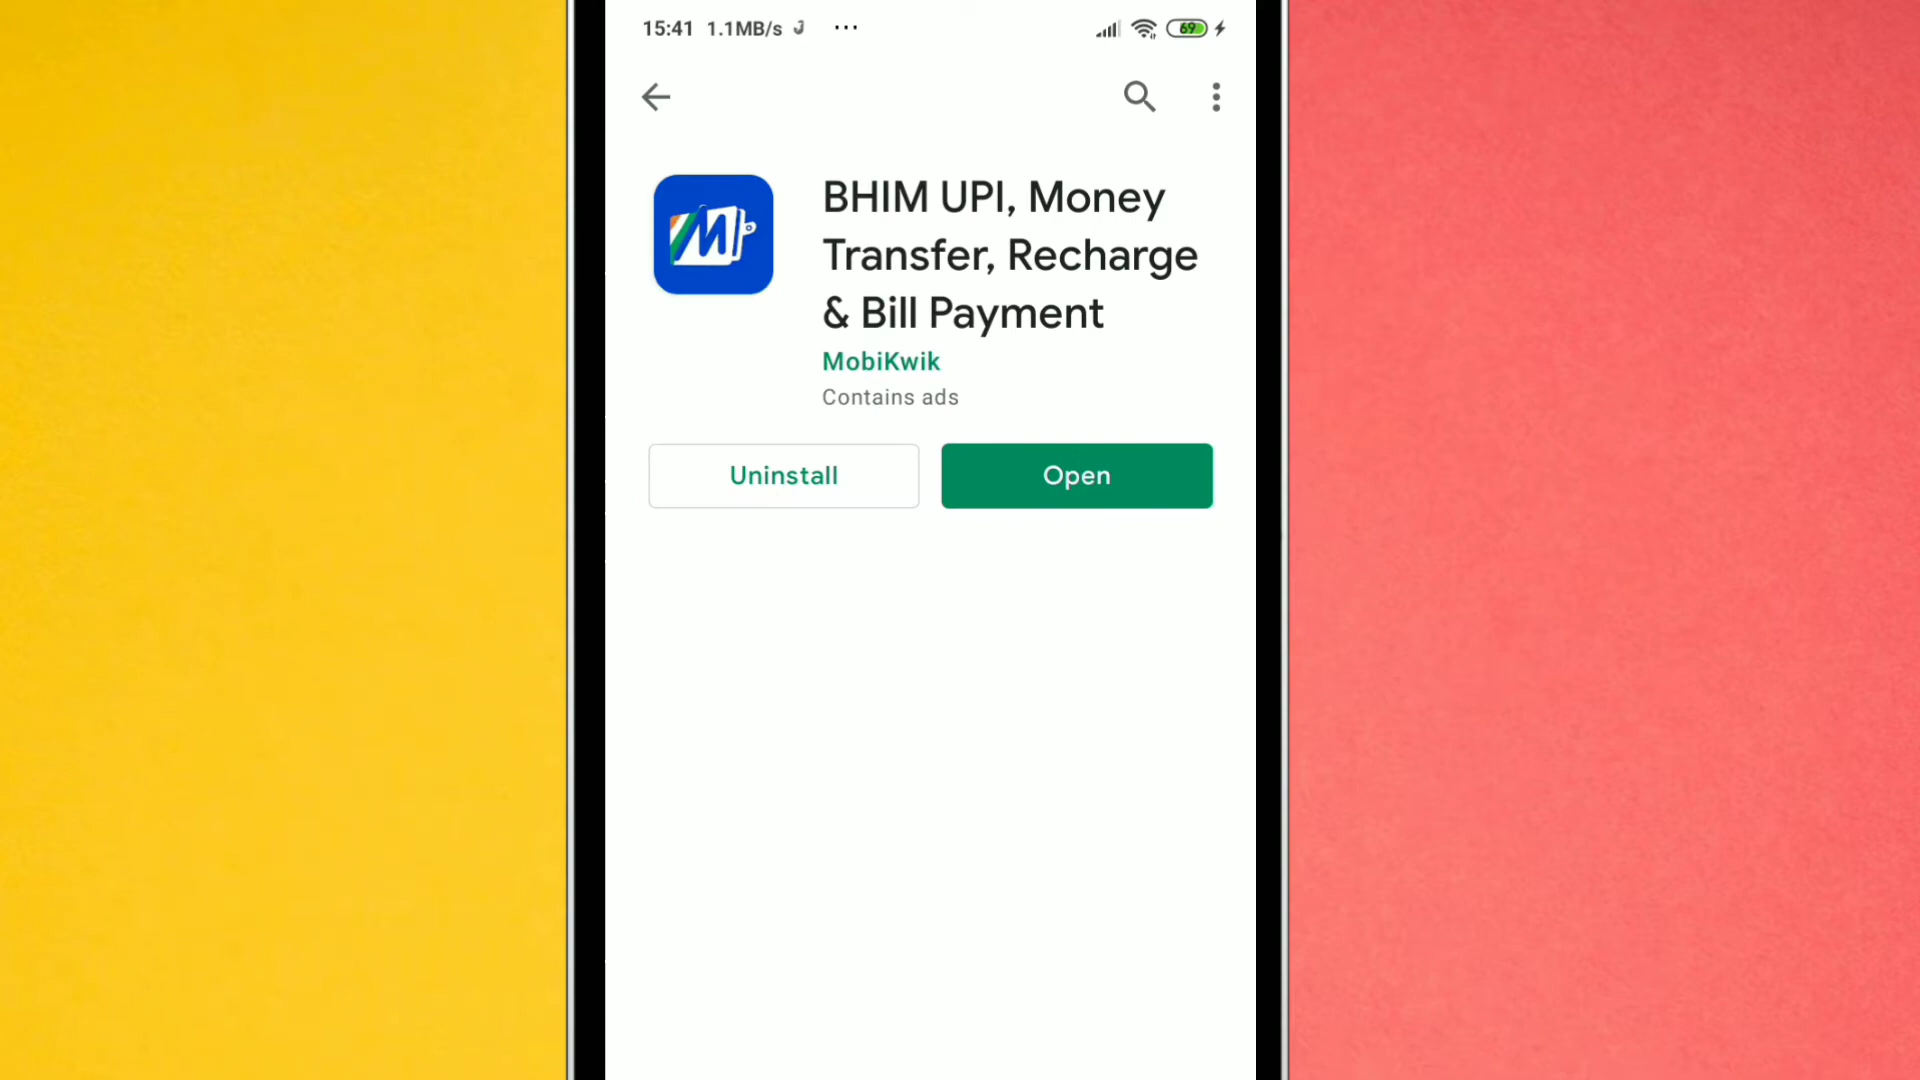 15:41 1.1MB/s
69
BHIM UPI, Money
Transfer, Recharge
& Bill Payment
MobiKwik
Contains ads
Uninstall
Open